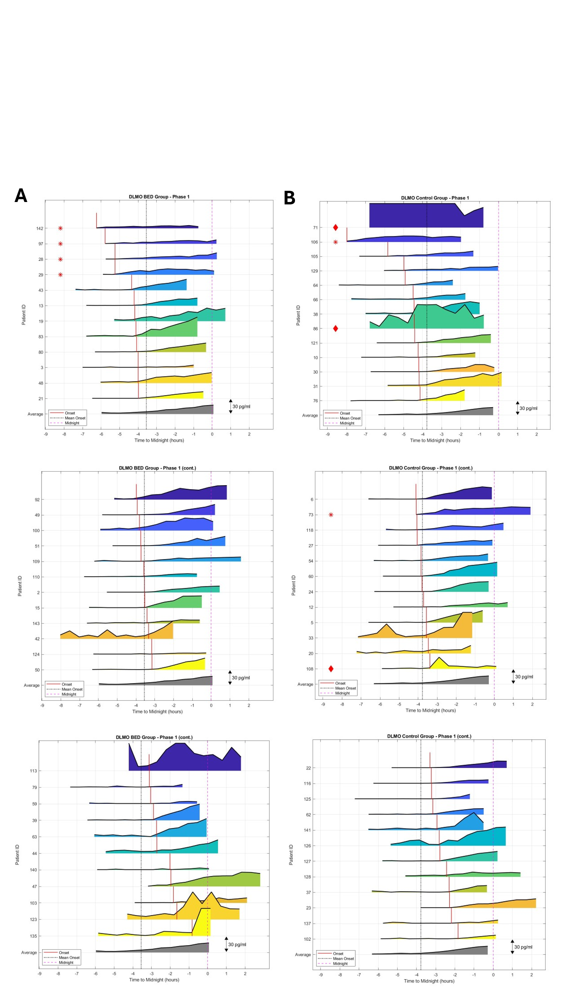 A
DLMO BED Group - Phase 1
142
97
28
29
43
13
19
83
80
3
48
21
Average
Patient ID
Onset
Mean Onset
Midnight
30 pg/ml
-9 -8 -7 -6 -5 -4 -3 -2 -1 0 1 2
Time to Midnight (hours)
B
DLMO Control Group - Phase 1
71
106
105
129
64
66
38
86
121
10
30
31
76
Average
Patient ID
Onset
Mean Onset
Midnight
30 pg/ml
-9 -8 -7 -6 -5 -4 -3 -2 -1 0 1 2
Time to Midnight (hours)
DLMO BED Group - Phase 1 (cont.)
92
49
100
51
109
110
2
15
143
42
124
50
Average
Patient ID
Onset
Mean Onset
Midnight
30 pg/ml
-9 -8 -7 -6 -5 -4 -3 -2 -1 0 1 2
Time to Midnight (hours)
DLMO Control Group - Phase 1 (cont.)
6
73
118
27
54
60
24
12
5
33
20
108
Average
Patient ID
Onset
Mean Onset
Midnight
30 pg/ml
-9 -8 -7 -6 -5 -4 -3 -2 -1 0 1 2
Time to Midnight (hours)
DLMO BED Group - Phase 1 (cont.)
113
79
59
39
63
44
140
47
103
123
135
Average
Patient ID
Onset
Mean Onset
Midnight
30 pg/ml
-9 -8 -7 -6 -5 -4 -3 -2 -1 0 1 2
Time to Midnight (hours)
DLMO Control Group - Phase 1 (cont.)
22
116
125
62
141
126
127
128
37
23
137
102
Average
Patient ID
Onset
Mean Onset
Midnight
30 pg/ml
-9 -8 -7 -6 -5 -4 -3 -2 -1 0 1 2
Time to Midnight (hours)